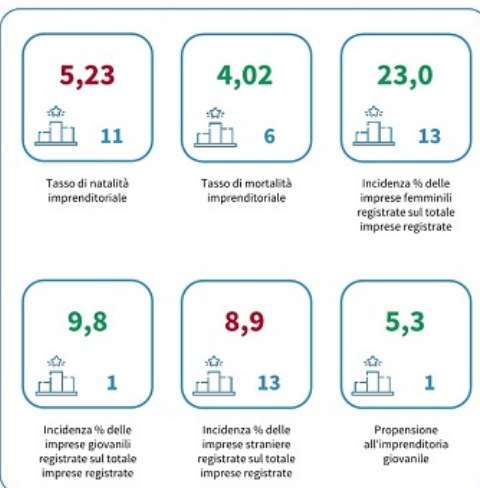 5,23
11
Tasso di natalità
imprenditoriale
4,02
6
Tasso di mortalità
imprenditoriale
23,0
13
Incidenza % delle
imprese femminili
registrate sul totale
imprese registrate
9,8
1
Incidenza % delle
imprese giovanili
registrate sul totale
imprese registrate
8,9
13
Incidenza % delle
imprese straniere
registrate sul totale
imprese registrate
5,3
1
Propensione
all'imprenditoria
giovanile